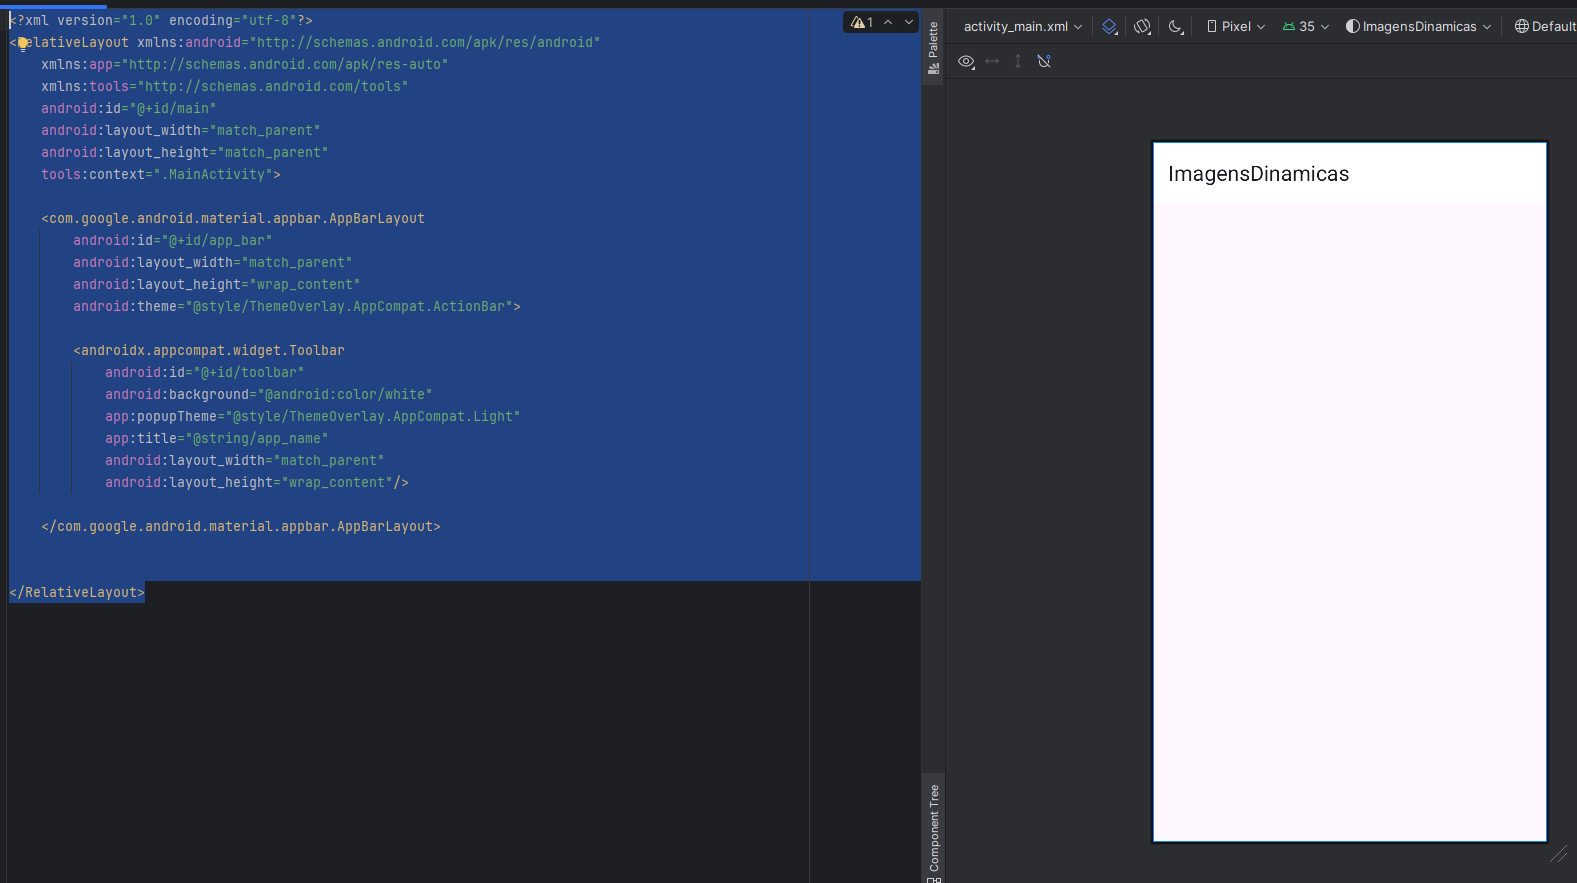 <?xml version="1.0" encoding="utf-8"?>
<RelativeLayout xmlns:android="http://schemas.android.com/apk/res/android"
    xmlns:app="http://schemas.android.com/apk/res-auto"
    xmlns:tools="http://schemas.android.com/tools"
    android:id="@+id/main"
    android:layout_width="match_parent"
    android:layout_height="match_parent"
    tools:context=".MainActivity">
    <com.google.android.material.appbar.AppBarLayout
        android:id="@+id/app_bar"
        android:layout_width="match_parent"
        android:layout_height="wrap_content"
        android:theme="@style/ThemeOverlay.AppCompat.ActionBar">
        <androidx.appcompat.widget.Toolbar
            android:id="@+id/toolbar"
            android:background="@android:color/white"
            app:popupTheme="@style/ThemeOverlay.AppCompat.Light"
            app:title="@string/app_name"
            android:layout_width="match_parent"
            android:layout_height="wrap_content"/>
    </com.google.android.material.appbar.AppBarLayout>
</RelativeLayout>
1
Palette
Component Tree
activity_main.xml Pixel 35 ImagensDinamicas Default
ImagensDinamicas